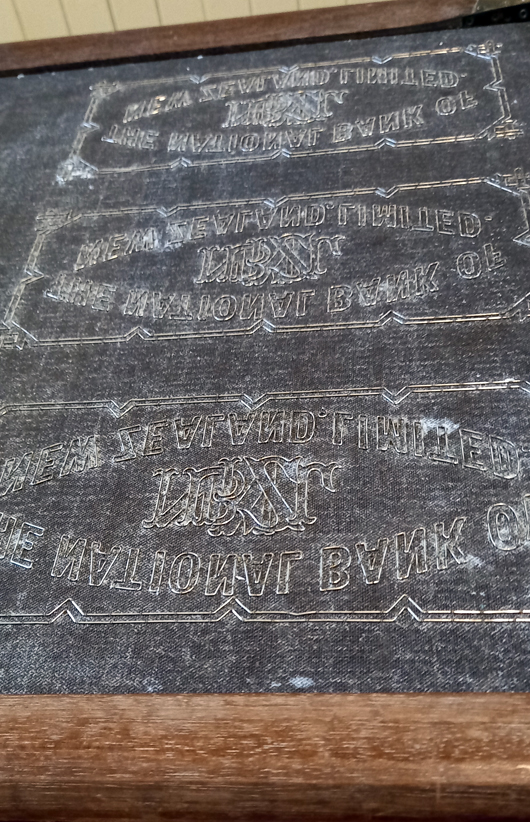 THE NATIONAL BANK OF
NEW ZEALAND LIMITED
THE NATIONAL BANK OF
NEW ZEALAND LIMITED
HE NATIONAL BANK O
NEW ZEALAND LIMITED